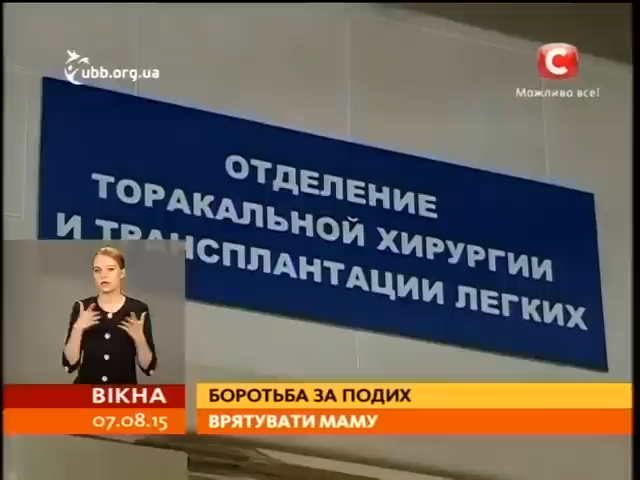 ubb.org.ua
С
Можливо все!
ОТДЕЛЕНИЕ
ТОРАКАЛЬНОЙ ХИРУРГИИ
И ТРАНСПЛАНТАЦИИ ЛЕГКИХ
ВІКНА
07.08.15
БОРОТЬБА ЗА ПОДИХ
ВРЯТУВАТИ МАМУ